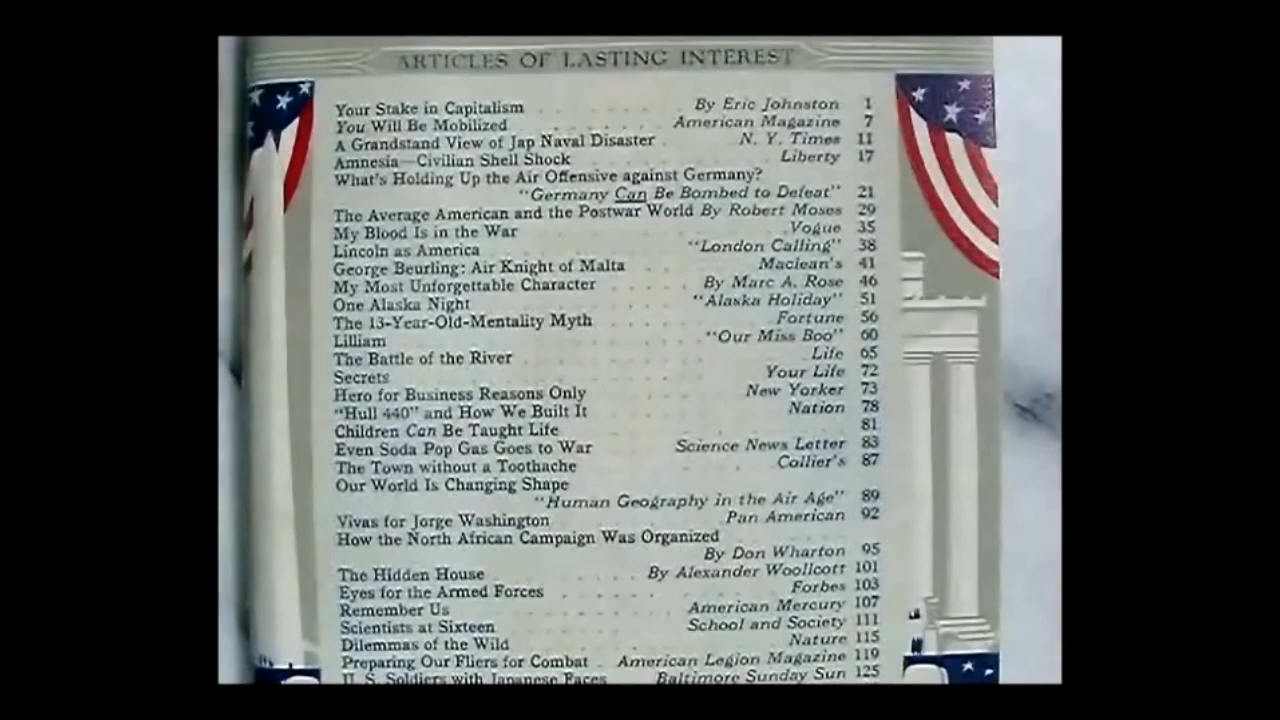 ARTICLES OF LASTING INTEREST
Your Stake in Capitalism By Eric Johnston 1
You Will Be Mobilized American Magazine 7
A Grandstand View of Jap Naval Disaster N. Y. Times 11
Amnesia—Civilian Shell Shock Liberty 17
What's Holding Up the Air Offensive against Germany?
"Germany Can Be Bombed to Defeat" 21
The Average American and the Postwar World By Robert Moses 29
My Blood Is in the War Vogue 35
Lincoln as America "London Calling" 38
George Beurling: Air Knight of Malta Maclean's 41
My Most Unforgettable Character By Marc A. Rose 46
One Alaska Night "Alaska Holiday" 51
The 13-Year-Old-Mentality Myth Fortune 56
Lilliam "Our Miss Boo" 60
The Battle of the River Life 65
Secrets Your Life 72
Hero for Business Reasons Only New Yorker 73
"Hull 440" and How We Built It Nation 78
Children Can Be Taught Life 81
Even Soda Pop Gas Goes to War Science News Letter 83
The Town without a Toothache Collier's 87
Our World Is Changing Shape
"Human Geography in the Air Age" 89
Vivas for Jorge Washington Pan American 92
How the North African Campaign Was Organized
By Don Wharton 95
The Hidden House By Alexander Woollcott 101
Eyes for the Armed Forces Forbes 103
Remember Us American Mercury 107
Scientists at Sixteen School and Society 111
Dilemmas of the Wild Nature 115
Preparing Our Fliers for Combat American Legion Magazine 119
U. S. Soldiers with Japanese Faces Baltimore Sunday Sun 125